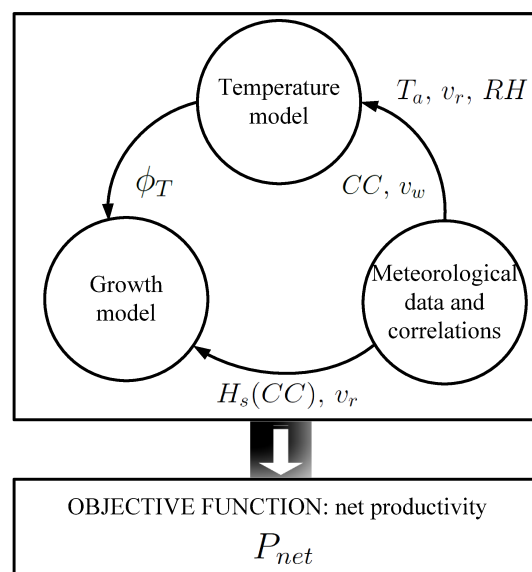 Temperature
model
T_a, v_r, RH
CC, v_w
ϕ_T
Growth
model
Meteorological
data and
correlations
H_s(CC), v_r
OBJECTIVE FUNCTION: net productivity
P_net